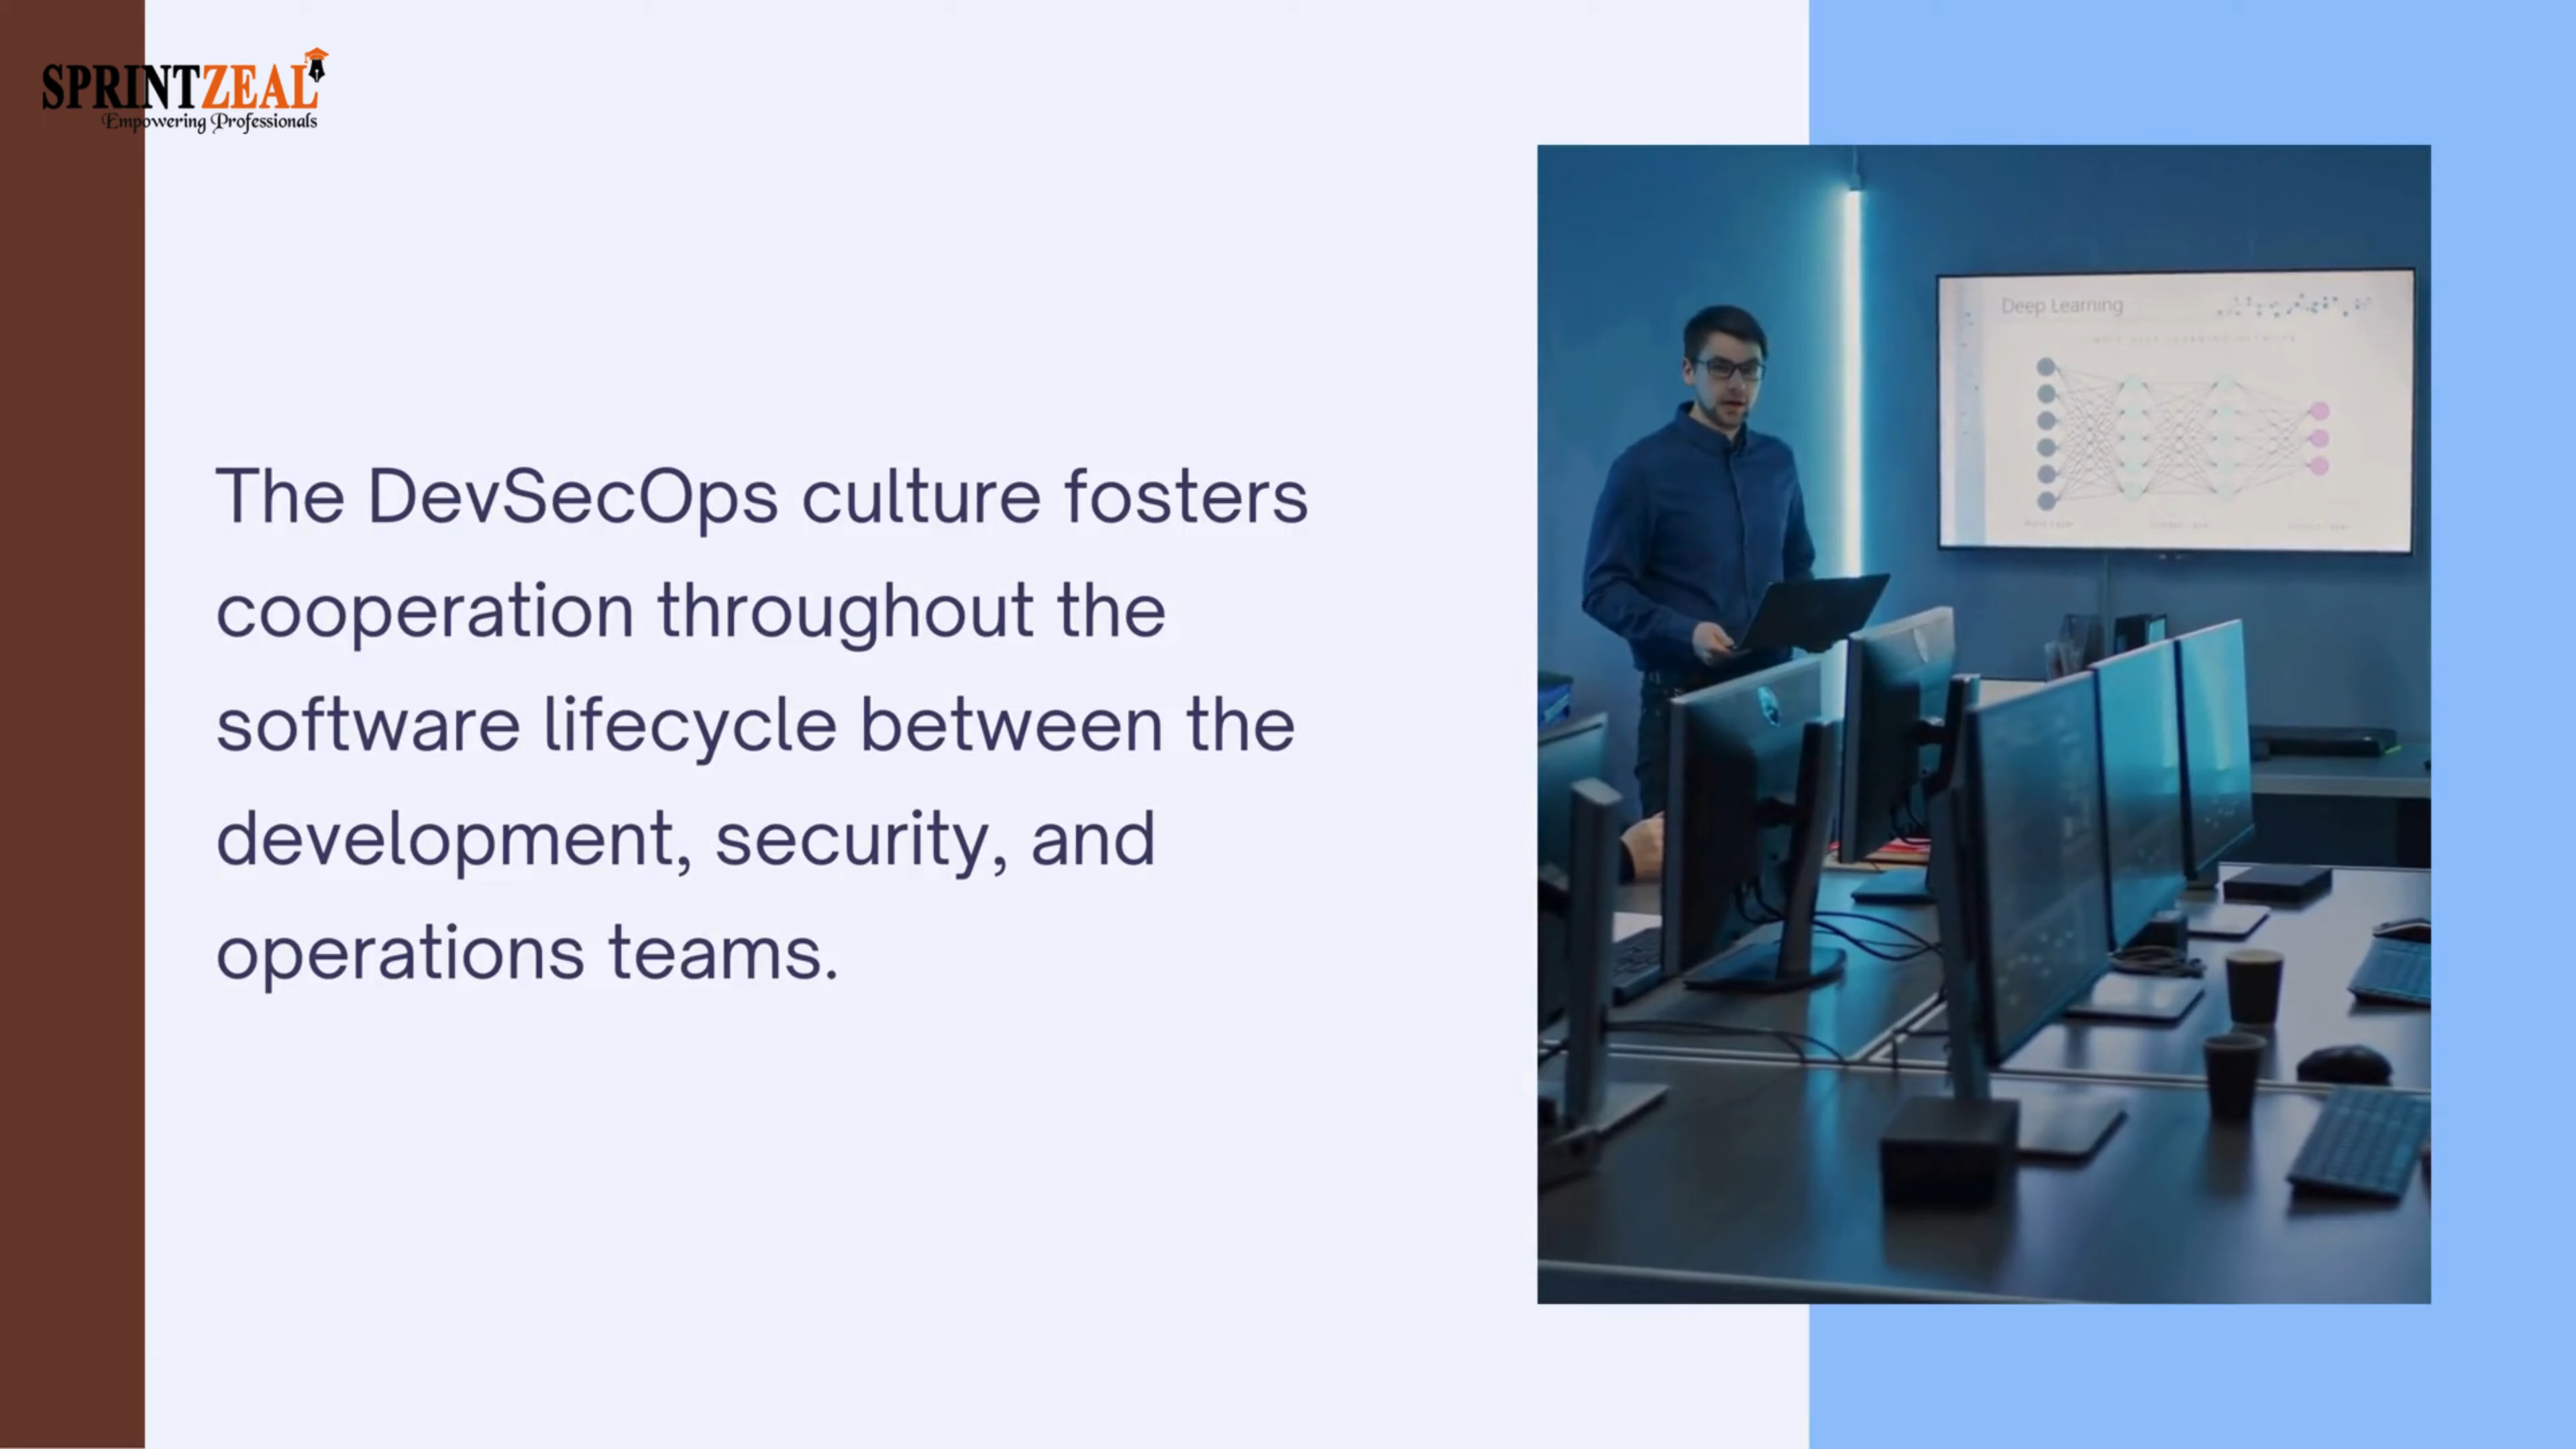 SPRINTZEAL
Empowering Professionals
The DevSecOps culture fosters
cooperation throughout the
software lifecycle between the
development, security, and
operations teams.
Deep Learning